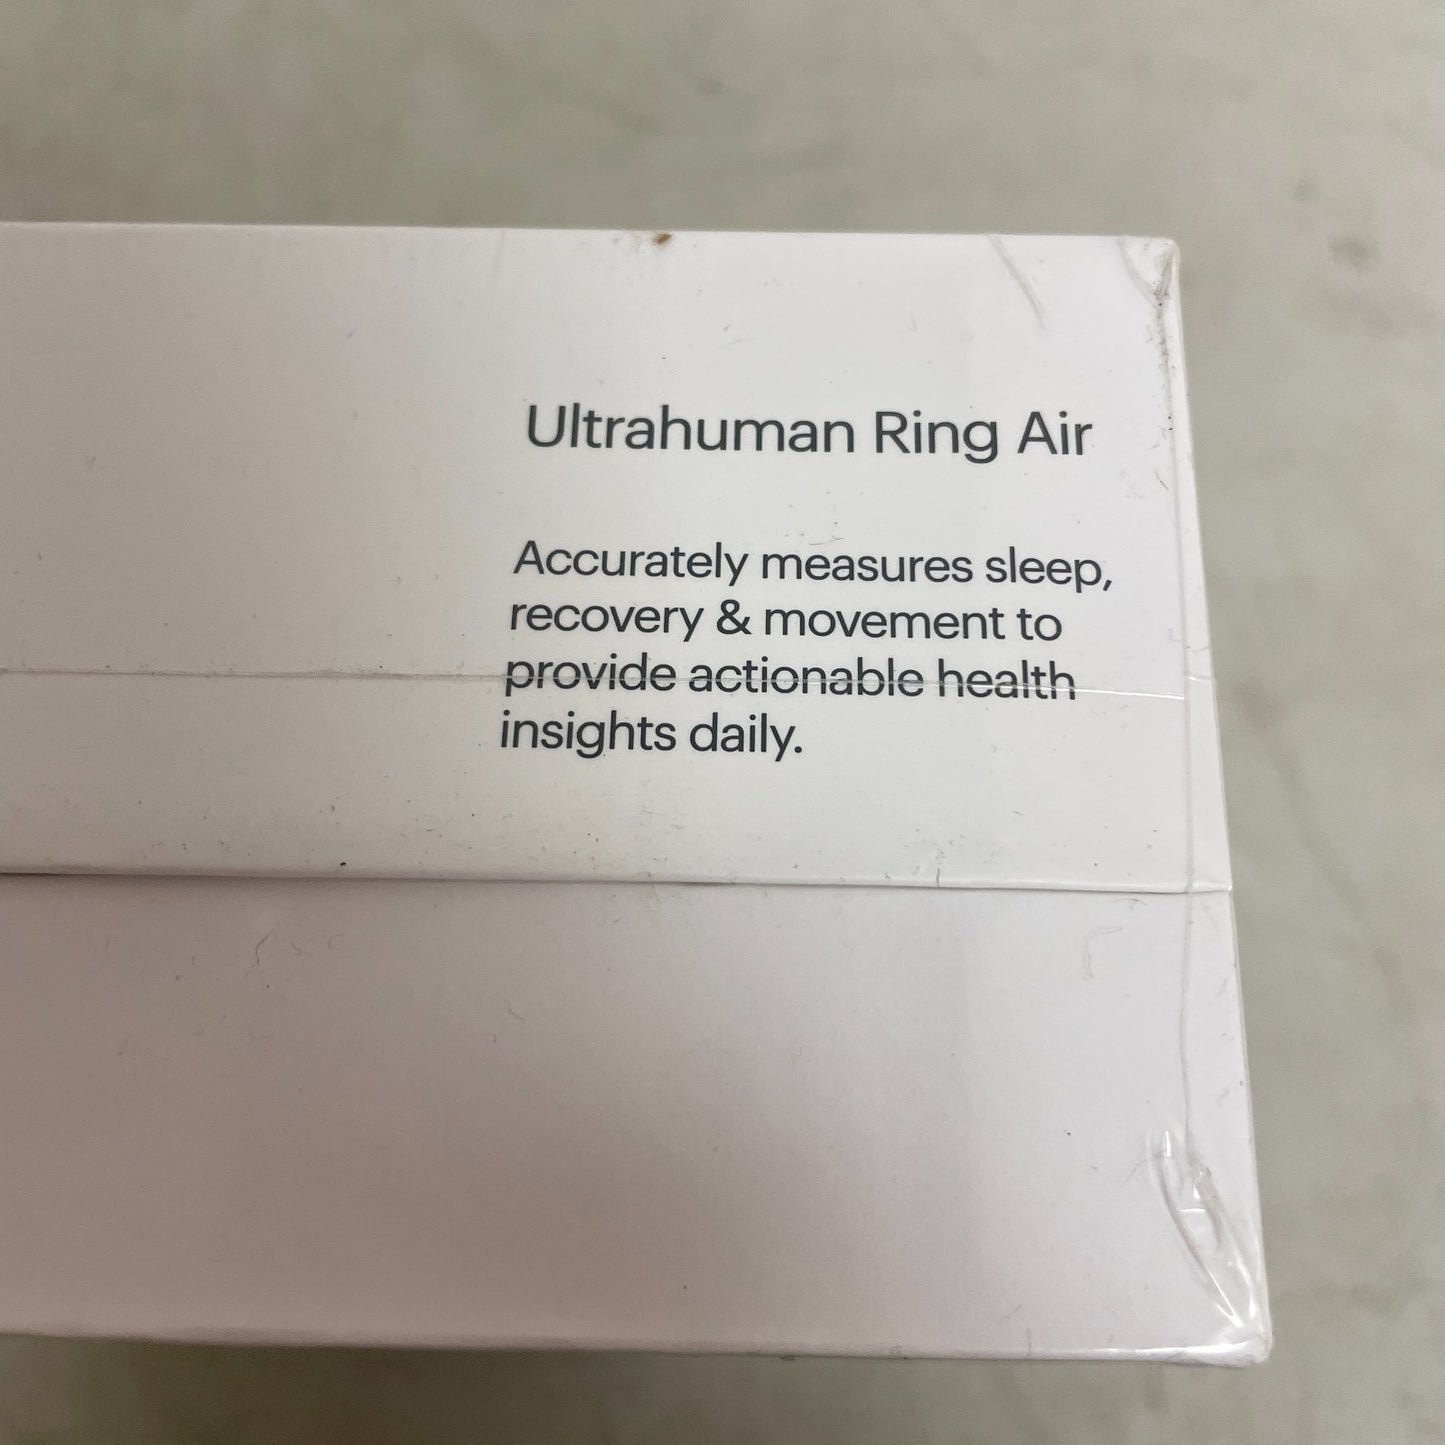 Ultrahuman Ring Air
Accurately measures sleep,
recovery & movement to
provide actionable health
insights daily.